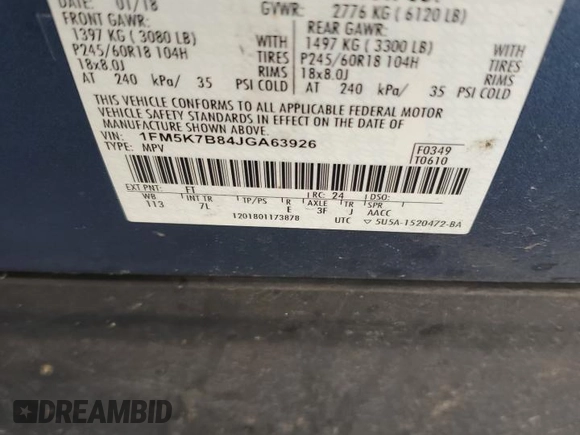 DATE: 01/18
GVWR: 2776 KG ( 6120 LB)
FRONT GAWR: REAR GAWR:
1397 KG ( 3080 LB) WITH 1497 KG ( 3300 LB) WITH
P245/60R18 104H TIRES P245/60R18 104H TIRES
18x8.0J RIMS 18x8.0J RIMS
AT 240 kPa/ 35 PSI COLD AT 240 kPa/ 35 PSI COLD
THIS VEHICLE CONFORMS TO ALL APPLICABLE FEDERAL MOTOR
VEHICLE SAFETY STANDARDS IN EFFECT ON THE DATE OF
MANUFACTURE SHOWN ABOVE.
VIN: 1FM5K7B84JGA63926
TYPE: MPV
F0349
T0610
EXT PNT: FT RC: 24 DSO:
WB INT TR TP/PS R AXLE TR SPR
113 7L E 3F J AACC
1201801173878 UTC ▽ 5U5A-1520472-BA
DREAMBID